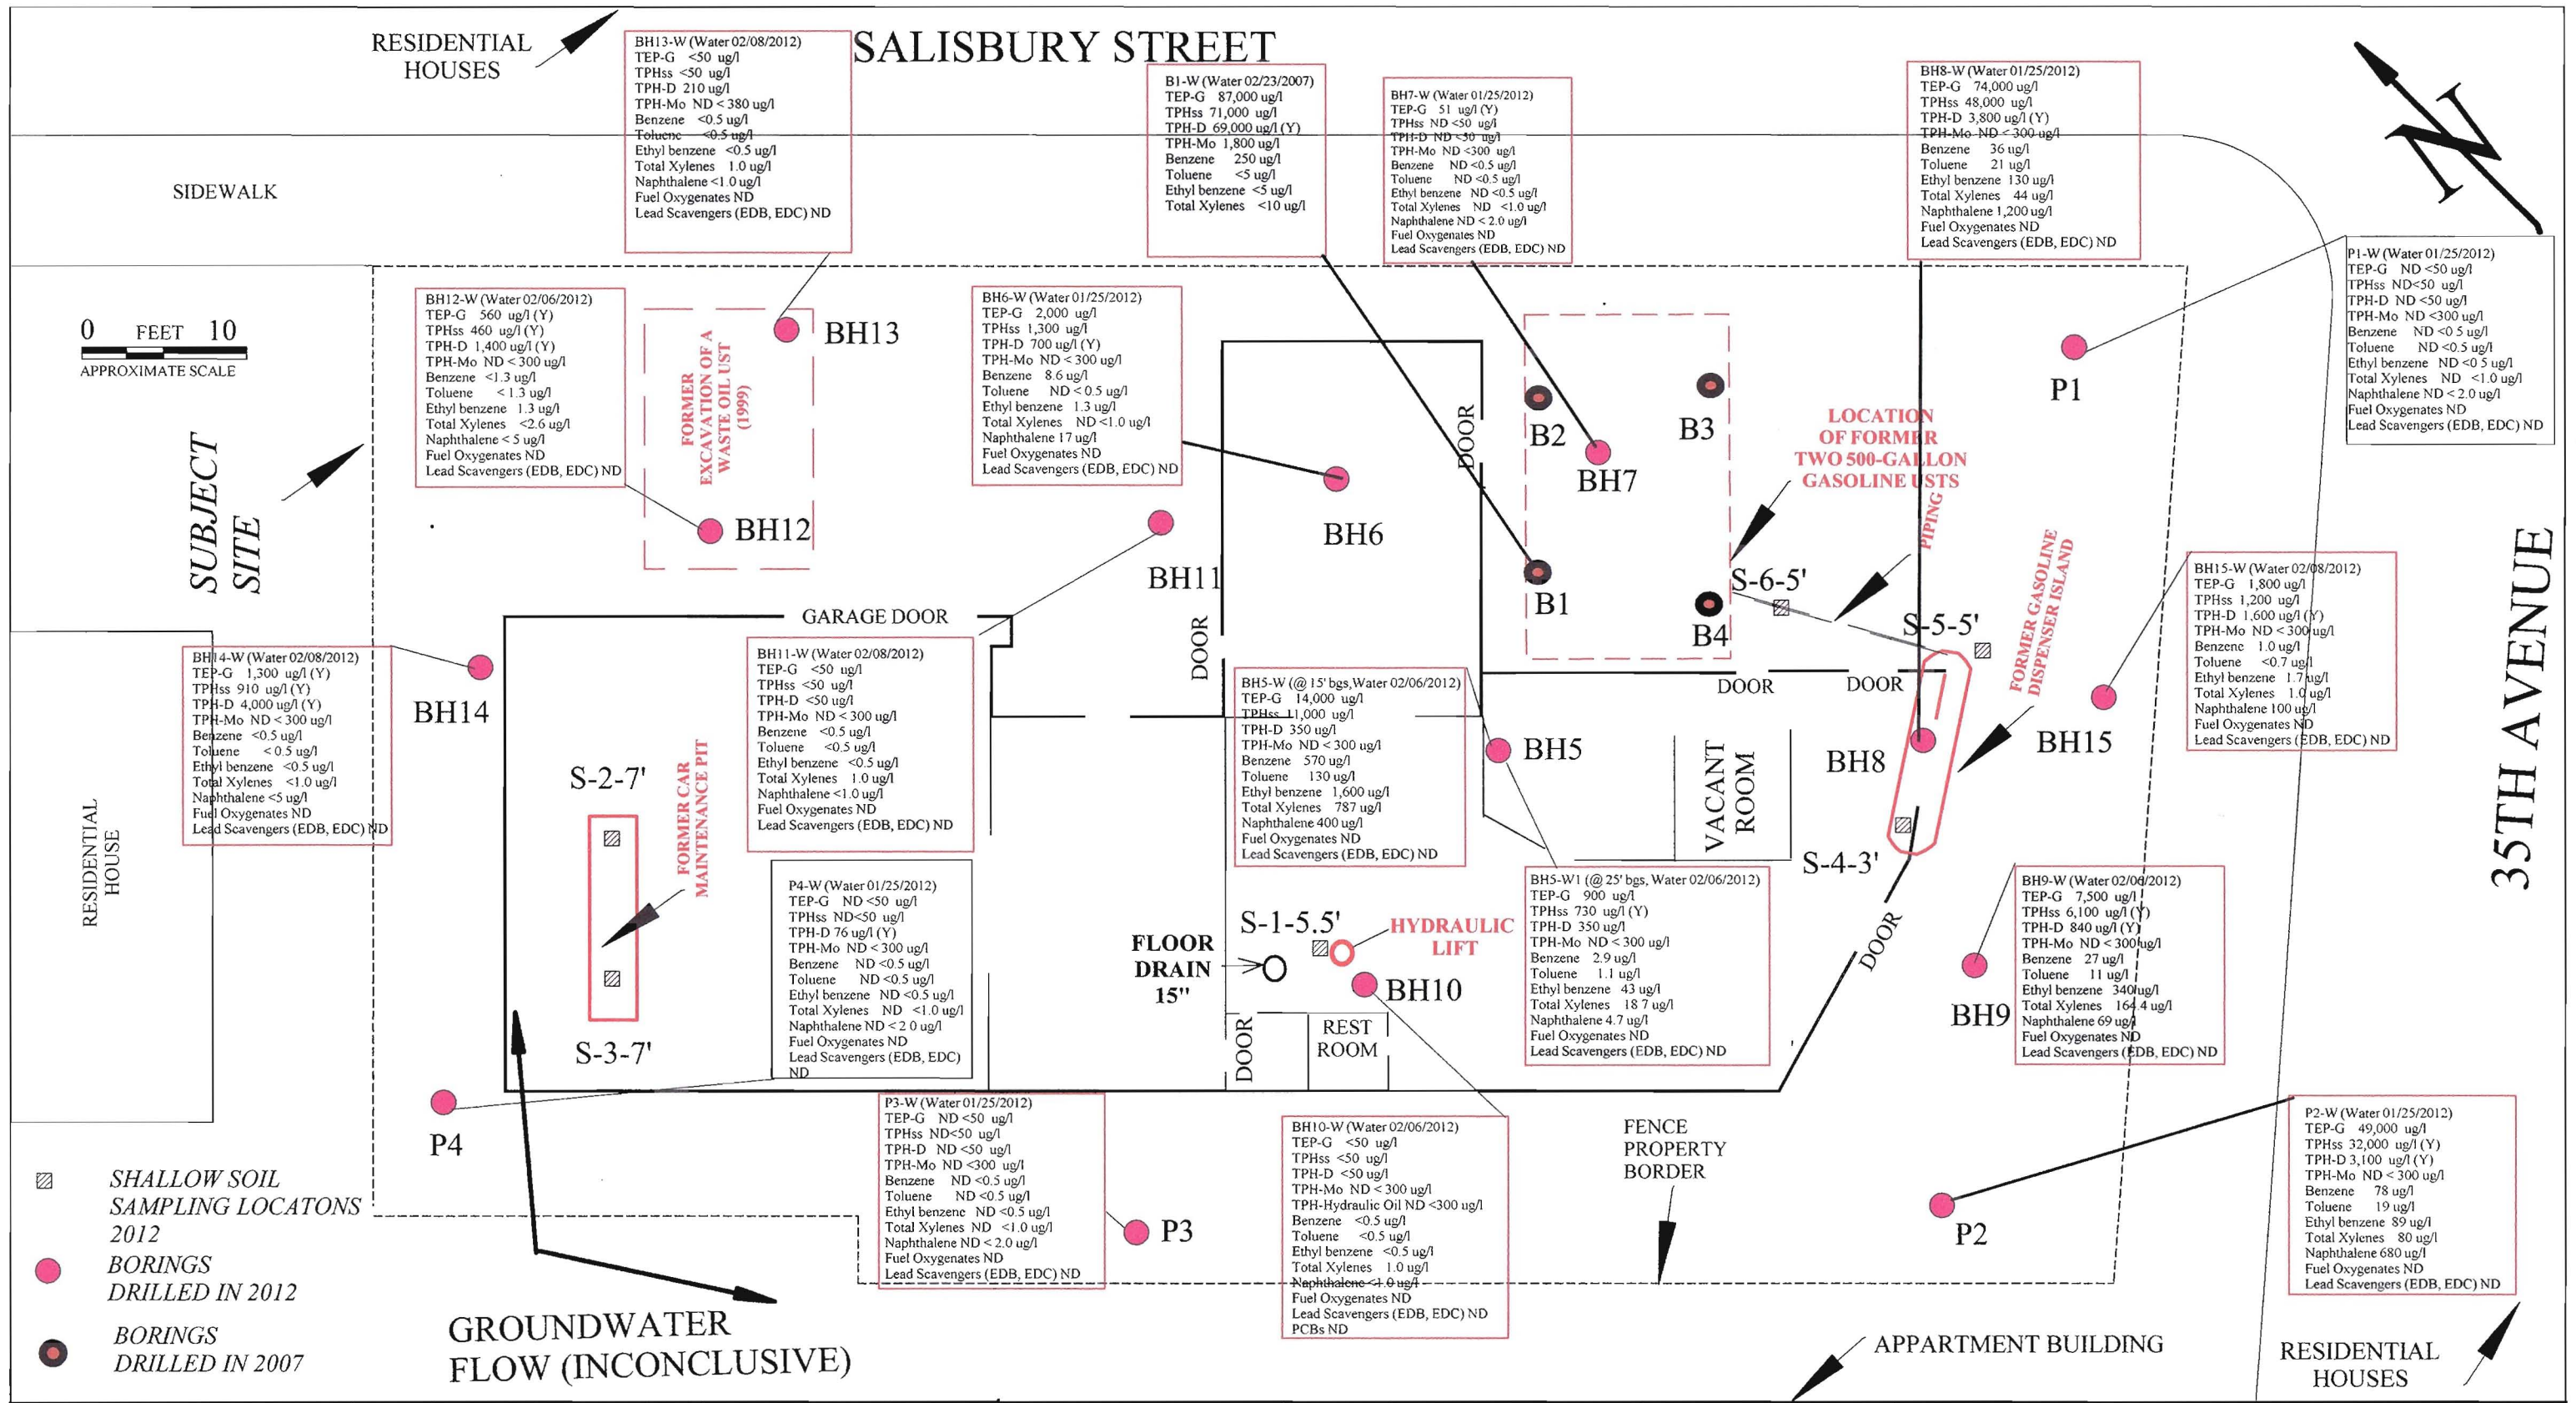 SALISBURY STREET
RESIDENTIAL
HOUSES
BH13-W (Water 02/08/2012)
TEP-G <50 ug/l
TPHss <50 ug/l
TPH-D 210 ug/l
TPH-Mo ND < 380 ug/l
Benzene <0.5 ug/l
Toluene <0.5 ug/l
Ethyl benzene <0.5 ug/l
Total Xylenes 1.0 ug/l
Naphthalene <1.0 ug/l
Fuel Oxygenates ND
Lead Scavengers (EDB, EDC) ND
B1-W (Water 02/23/2007)
TEP-G 87,000 ug/l
TPHss 71,000 ug/l
TPH-D 69,000 ug/l (Y)
TPH-Mo 1,800 ug/l
Benzene 250 ug/l
Toluene <5 ug/l
Ethyl benzene <5 ug/l
Total Xylenes <10 ug/l
BH7-W (Water 01/25/2012)
TEP-G 51 ug/l (Y)
TPHss ND <50 ug/l
TPH-D ND <50 ug/l
TPH-Mo ND <300 ug/l
Benzene ND <0.5 ug/l
Toluene ND <0.5 ug/l
Ethyl benzene ND <0.5 ug/l
Total Xylenes ND <1.0 ug/l
Naphthalene ND < 2.0 ug/l
Fuel Oxygenates ND
Lead Scavengers (EDB, EDC) ND
BH8-W (Water 01/25/2012)
TEP-G 74,000 ug/l
TPHss 48,000 ug/l
TPH-D 3,800 ug/l (Y)
TPH-Mo ND < 300 ug/l
Benzene 36 ug/l
Toluene 21 ug/l
Ethyl benzene 130 ug/l
Total Xylenes 44 ug/l
Naphthalene 1,200 ug/l
Fuel Oxygenates ND
Lead Scavengers (EDB, EDC) ND
N
SIDEWALK
P1-W (Water 01/25/2012)
TEP-G ND <50 ug/l
TPHss ND<50 ug/l
TPH-D ND <50 ug/l
TPH-Mo ND <300 ug/l
Benzene ND <0.5 ug/l
Toluene ND <0.5 ug/l
Ethyl benzene ND <0.5 ug/l
Total Xylenes ND <1.0 ug/l
Naphthalene ND < 2.0 ug/l
Fuel Oxygenates ND
Lead Scavengers (EDB, EDC) ND
0 FEET 10
APPROXIMATE SCALE
BH12-W (Water 02/06/2012)
TEP-G 560 ug/l (Y)
TPHss 460 ug/l (Y)
TPH-D 1,400 ug/l (Y)
TPH-Mo ND < 300 ug/l
Benzene <1.3 ug/l
Toluene < 1.3 ug/l
Ethyl benzene 1.3 ug/l
Total Xylenes <2.6 ug/l
Naphthalene < 5 ug/l
Fuel Oxygenates ND
Lead Scavengers (EDB, EDC) ND
FORMER
EXCAVATION OF A
WASTE OIL UST
(1999)
BH13
BH12
BH6-W (Water 01/25/2012)
TEP-G 2,000 ug/l
TPHss 1,300 ug/l
TPH-D 700 ug/l (Y)
TPH-Mo ND < 300 ug/l
Benzene 8.6 ug/l
Toluene ND < 0.5 ug/l
Ethyl benzene 1.3 ug/l
Total Xylenes ND <1.0 ug/l
Naphthalene 17 ug/l
Fuel Oxygenates ND
Lead Scavengers (EDB, EDC) ND
BH11
BH6
DOOR
DOOR
B2
B3
BH7
B1
B4
LOCATION
OF FORMER
TWO 500-GALLON
GASOLINE USTS
PIPING
P1
SUBJECT
SITE
S-6-5'
S-5-5'
FORMER GASOLINE
DISPENSER ISLAND
BH15-W (Water 02/08/2012)
TEP-G 1,800 ug/l
TPHss 1,200 ug/l
TPH-D 1,600 ug/l (Y)
TPH-Mo ND < 300 ug/l
Benzene 1.0 ug/l
Toluene <0.7 ug/l
Ethyl benzene 1.7 ug/l
Total Xylenes 1.0 ug/l
Naphthalene 100 ug/l
Fuel Oxygenates ND
Lead Scavengers (EDB, EDC) ND
BH15
35TH AVENUE
GARAGE DOOR
BH14-W (Water 02/08/2012)
TEP-G 1,300 ug/l (Y)
TPHss 910 ug/l (Y)
TPH-D 4,000 ug/l (Y)
TPH-Mo ND < 300 ug/l
Benzene <0.5 ug/l
Toluene < 0.5 ug/l
Ethyl benzene <0.5 ug/l
Total Xylenes <1.0 ug/l
Naphthalene <5 ug/l
Fuel Oxygenates ND
Lead Scavengers (EDB, EDC) ND
BH14
RESIDENTIAL
HOUSE
S-2-7'
FORMER CAR
MAINTENANCE PIT
S-3-7'
BH11-W (Water 02/08/2012)
TEP-G <50 ug/l
TPHss <50 ug/l
TPH-D <50 ug/l
TPH-Mo ND < 300 ug/l
Benzene <0.5 ug/l
Toluene <0.5 ug/l
Ethyl benzene <0.5 ug/l
Total Xylenes 1.0 ug/l
Naphthalene <1.0 ug/l
Fuel Oxygenates ND
Lead Scavengers (EDB, EDC) ND
BH5-W (@ 15' bgs,Water 02/06/2012)
TEP-G 14,000 ug/l
TPHss 11,000 ug/l
TPH-D 350 ug/l
TPH-Mo ND < 300 ug/l
Benzene 570 ug/l
Toluene 130 ug/l
Ethyl benzene 1,600 ug/l
Total Xylenes 787 ug/l
Naphthalene 400 ug/l
Fuel Oxygenates ND
Lead Scavengers (EDB, EDC) ND
BH5
DOOR
DOOR
VACANT
ROOM
BH8
S-4-3'
P4-W (Water 01/25/2012)
TEP-G ND <50 ug/l
TPHss ND<50 ug/l
TPH-D 76 ug/l (Y)
TPH-Mo ND < 300 ug/l
Benzene ND <0.5 ug/l
Toluene ND <0.5 ug/l
Ethyl benzene ND <0.5 ug/l
Total Xylenes ND <1.0 ug/l
Naphthalene ND < 2 0 ug/l
Fuel Oxygenates ND
Lead Scavengers (EDB, EDC)
ND
S-1-5.5'
HYDRAULIC
LIFT
FLOOR
DRAIN
15"
BH10
DOOR
REST
ROOM
BH5-W1 (@ 25' bgs, Water 02/06/2012)
TEP-G 900 ug/l
TPHss 730 ug/l (Y)
TPH-D 350 ug/l
TPH-Mo ND < 300 ug/l
Benzene 2.9 ug/l
Toluene 1.1 ug/l
Ethyl benzene 43 ug/l
Total Xylenes 18 7 ug/l
Naphthalene 4.7 ug/l
Fuel Oxygenates ND
Lead Scavengers (EDB, EDC) ND
DOOR
BH9-W (Water 02/06/2012)
TEP-G 7,500 ug/l
TPHss 6,100 ug/l (Y)
TPH-D 840 ug/l (Y)
TPH-Mo ND < 300 ug/l
Benzene 27 ug/l
Toluene 11 ug/l
Ethyl benzene 340 ug/l
Total Xylenes 164.4 ug/l
Naphthalene 69 ug/l
Fuel Oxygenates ND
Lead Scavengers (EDB, EDC) ND
BH9
P4
P3-W (Water 01/25/2012)
TEP-G ND <50 ug/l
TPHss ND<50 ug/l
TPH-D ND <50 ug/l
TPH-Mo ND <300 ug/l
Benzene ND <0.5 ug/l
Toluene ND <0.5 ug/l
Ethyl benzene ND <0.5 ug/l
Total Xylenes ND <1.0 ug/l
Naphthalene ND < 2.0 ug/l
Fuel Oxygenates ND
Lead Scavengers (EDB, EDC) ND
P3
BH10-W (Water 02/06/2012)
TEP-G <50 ug/l
TPHss <50 ug/l
TPH-D <50 ug/l
TPH-Mo ND < 300 ug/l
TPH-Hydraulic Oil ND <300 ug/l
Benzene <0.5 ug/l
Toluene <0.5 ug/l
Ethyl benzene <0.5 ug/l
Total Xylenes 1.0 ug/l
Naphthalene <1.0 ug/l
Fuel Oxygenates ND
Lead Scavengers (EDB, EDC) ND
PCBs ND
FENCE
PROPERTY
BORDER
P2
P2-W (Water 01/25/2012)
TEP-G 49,000 ug/l
TPHss 32,000 ug/l (Y)
TPH-D 3,100 ug/l (Y)
TPH-Mo ND < 300 ug/l
Benzene 78 ug/l
Toluene 19 ug/l
Ethyl benzene 89 ug/l
Total Xylenes 80 ug/l
Naphthalene 680 ug/l
Fuel Oxygenates ND
Lead Scavengers (EDB, EDC) ND
SHALLOW SOIL
SAMPLING LOCATONS
2012
BORINGS
DRILLED IN 2012
BORINGS
DRILLED IN 2007
GROUNDWATER
FLOW (INCONCLUSIVE)
APPARTMENT BUILDING
RESIDENTIAL
HOUSES